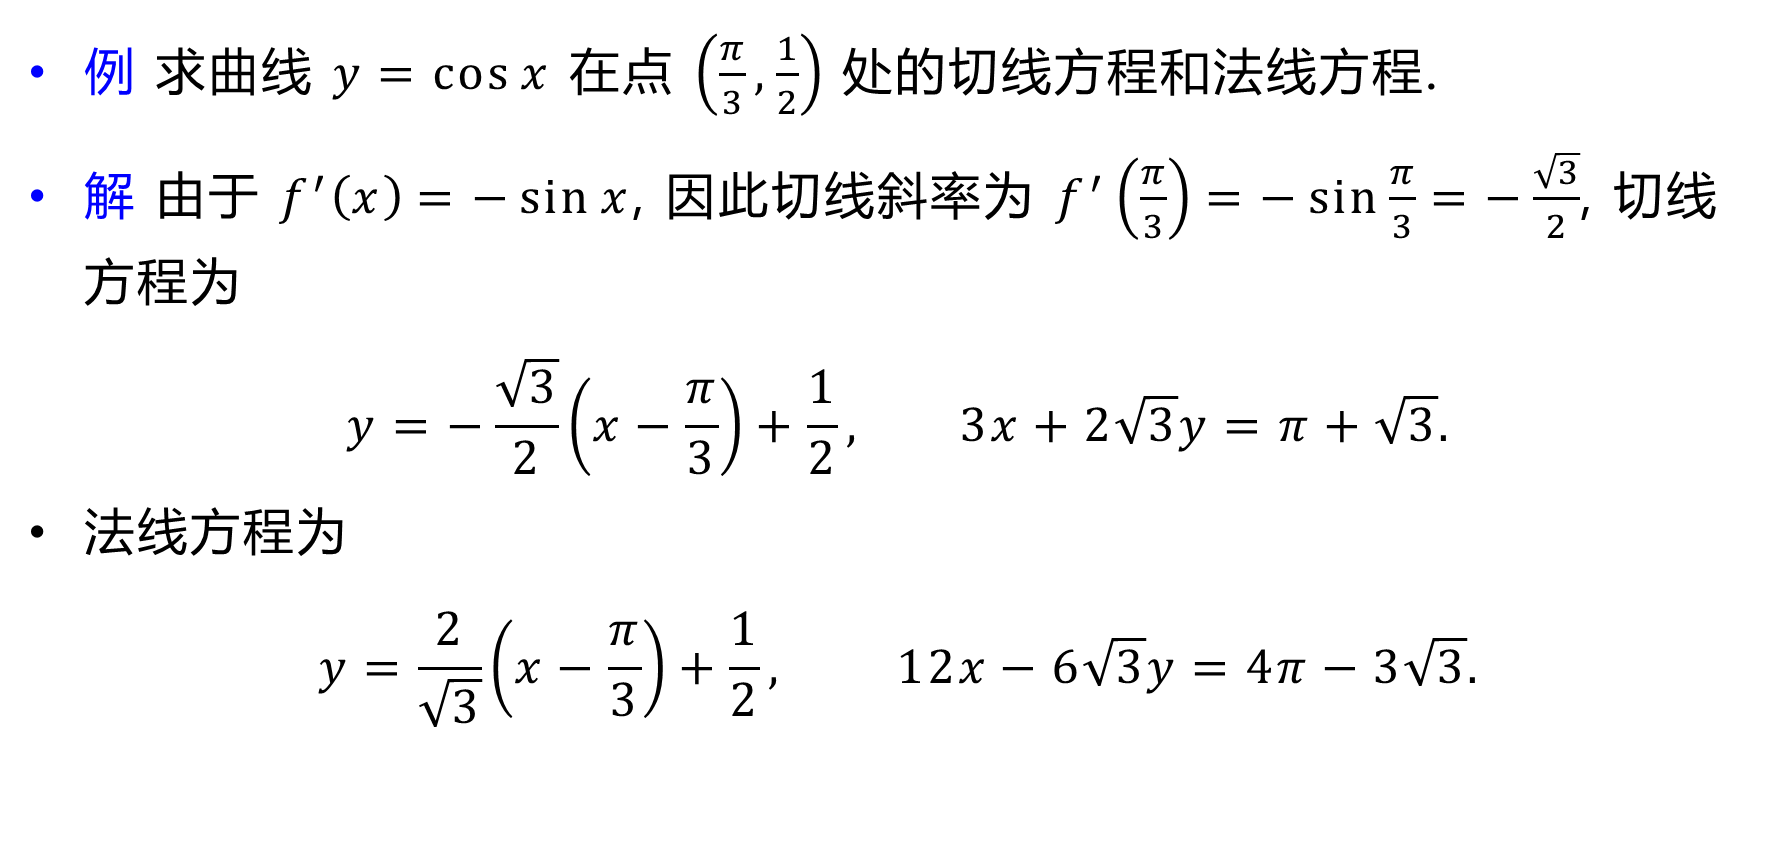 • 例 求曲线 y = cos x 在点 (π/3, 1/2) 处的切线方程和法线方程.
• 解 由于 f′(x) = − sin x, 因此切线斜率为 f′(π/3) = − sin π/3 = − √3/2, 切线
方程为
y = − √3/2 (x − π/3) + 1/2, 3x + 2√3y = π + √3.
• 法线方程为
y = 2/√3 (x − π/3) + 1/2, 12x − 6√3y = 4π − 3√3.